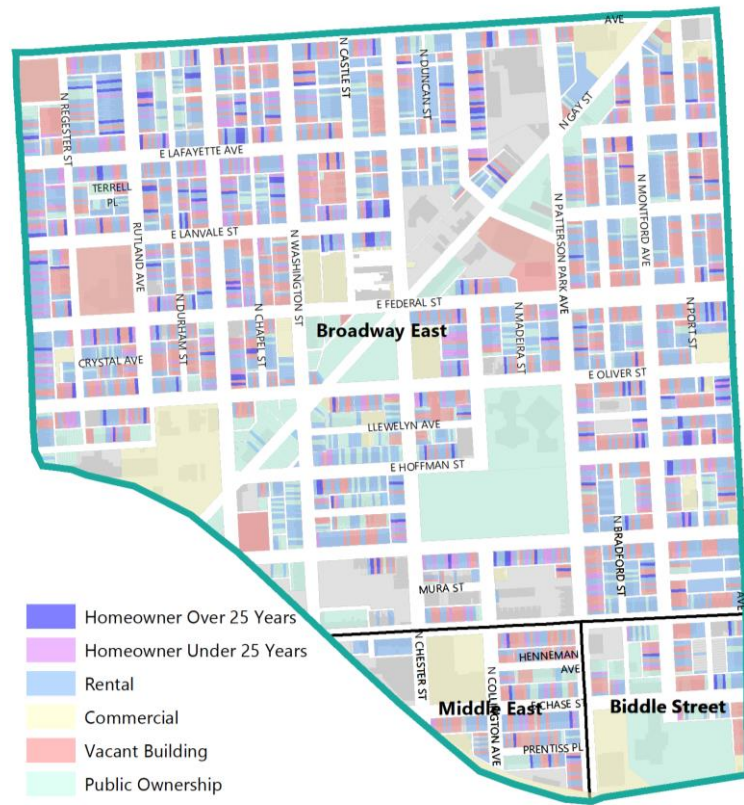 AVE
N CASTLE ST
N DUNCAN ST
N REGESTER ST
N GAY ST
E LAFAYETTE AVE
TERRELL
PL
N MONTFORD AVE
N PATTERSON PARK AVE
RUTLAND AVE
E LANVALE ST
N WASHINGTON ST
N DURHAM ST
N CHAPEL ST
E FEDERAL ST
N MADEIRA ST
N PORT ST
Broadway East
CRYSTAL AVE
E OLIVER ST
LLEWELYN AVE
E HOFFMAN ST
N BRADFORD ST
MURA ST
AVE
Homeowner Over 25 Years
Homeowner Under 25 Years
Rental
Commercial
Vacant Building
Public Ownership
N CHESTER ST
HENNEMAN
AVE
N COLLINGTON AVE
E CHASE ST
Middle East
Biddle Street
PRENTISS PL